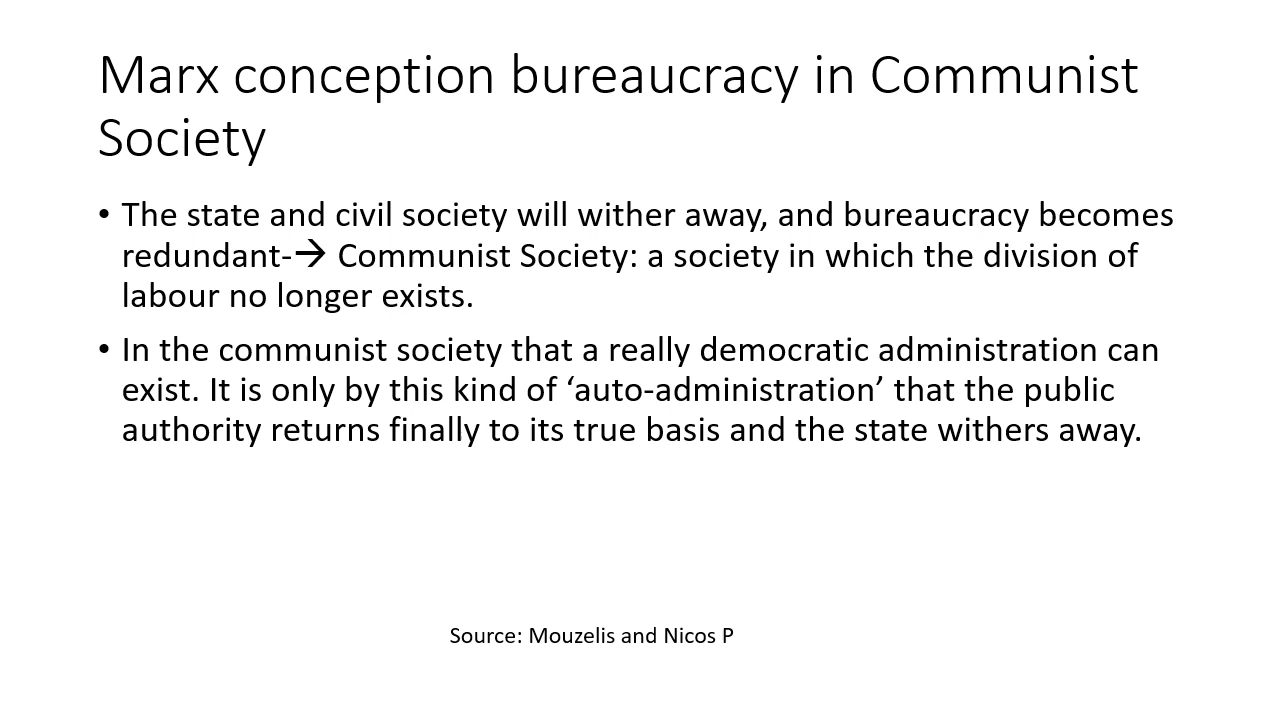 Marx conception bureaucracy in Communist
Society
• The state and civil society will wither away, and bureaucracy becomes
redundant-→ Communist Society: a society in which the division of
labour no longer exists.
• In the communist society that a really democratic administration can
exist. It is only by this kind of ‘auto-administration’ that the public
authority returns finally to its true basis and the state withers away.
Source: Mouzelis and Nicos P